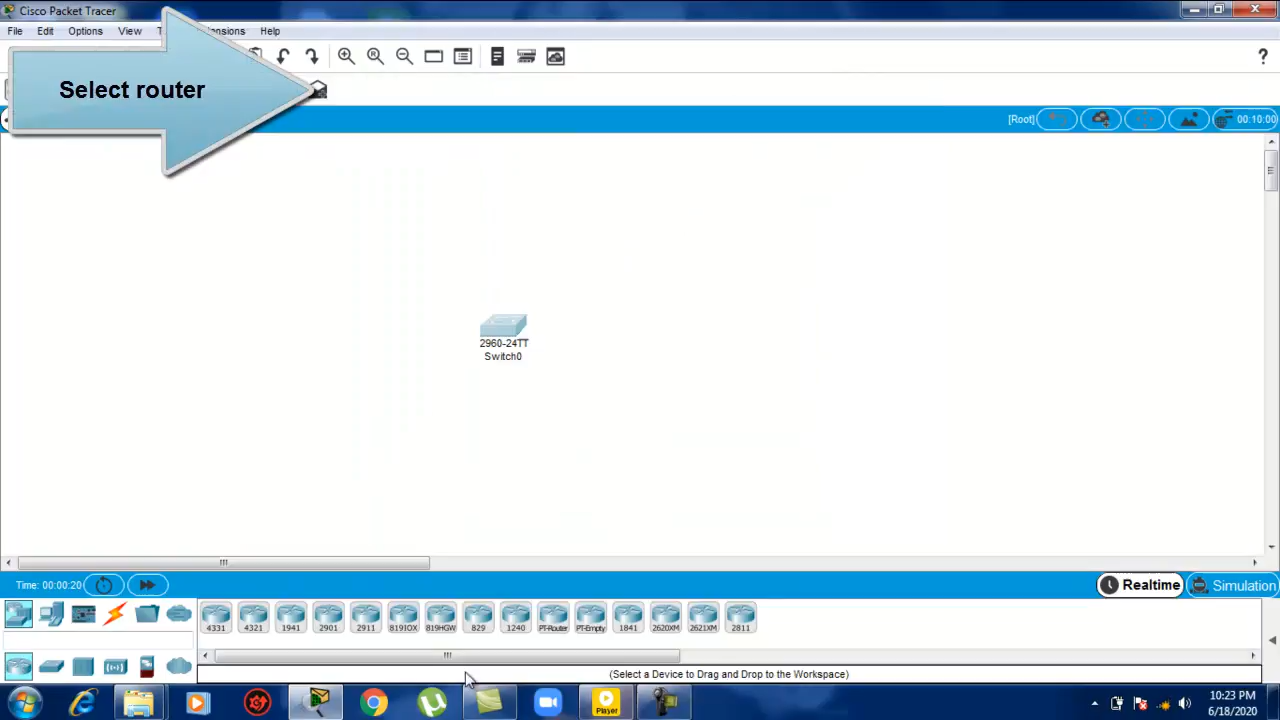 Cisco Packet Tracer
File Edit Options View T ensions Help
Select router
[Root] 00:10:00
2960-24TT
Switch0
Time: 00:00:20
Realtime Simulation
4331 4321 1941 2901 2911 819IOX 819HGW 829 1240 PT-Router PT-Empty 1841 2620XM 2621XM 2811
(Select a Device to Drag and Drop to the Workspace)
Player
10:23 PM
6/18/2020